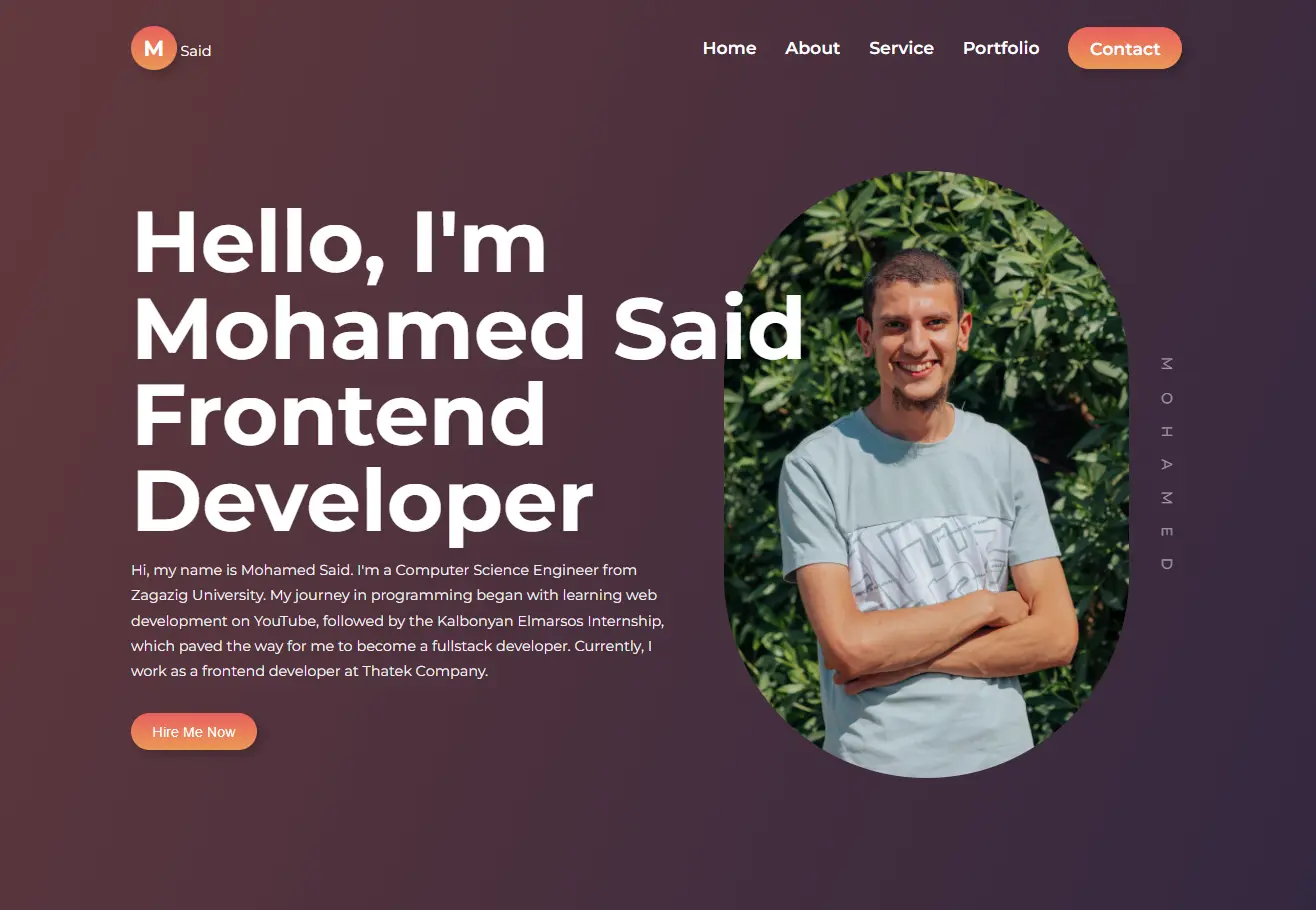 M Said
Home About Service Portfolio Contact
Hello, I'm
Mohamed Said
Frontend
Developer
Hi, my name is Mohamed Said. I'm a Computer Science Engineer from
Zagazig University. My journey in programming began with learning web
development on YouTube, followed by the Kalbonyan Elmarsos Internship,
which paved the way for me to become a fullstack developer. Currently, I
work as a frontend developer at Thatek Company.
Hire Me Now
MOHAMED